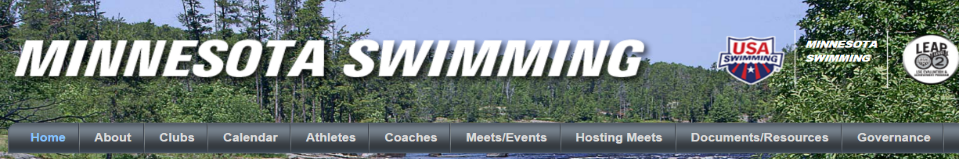 MINNESOTA SWIMMING
USA
SWIMMING
MINNESOTA
SWIMMING
LEAP
2
Home About Clubs Calendar Athletes Coaches Meets/Events Hosting Meets Documents/Resources Governance